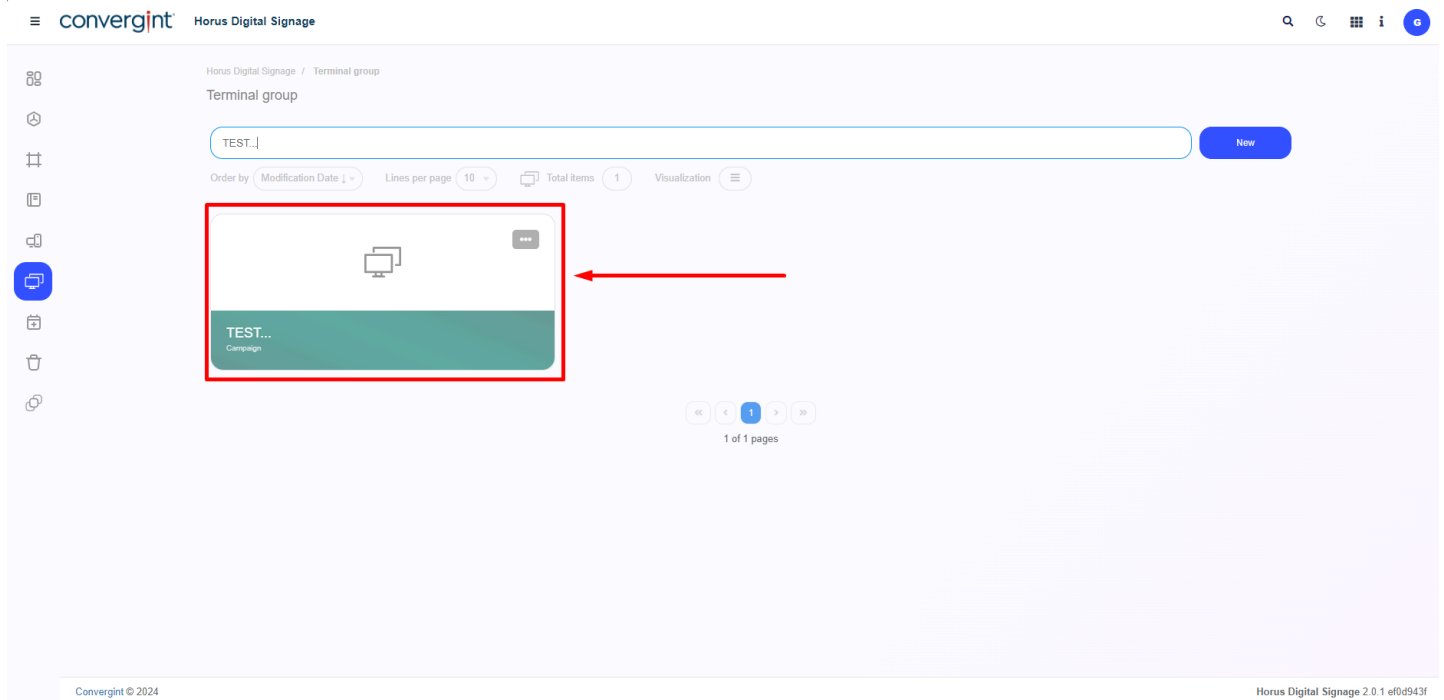 convergint Horus Digital Signage G
Horus Digital Signage / Terminal group
Terminal group
TEST... New
Order by Modification Date ↓ Lines per page 10 Total items 1 Visualization
TEST...
Campaign
« ‹ 1 › »
1 of 1 pages
Convergint © 2024 Horus Digital Signage 2.0.1 ef0d943f